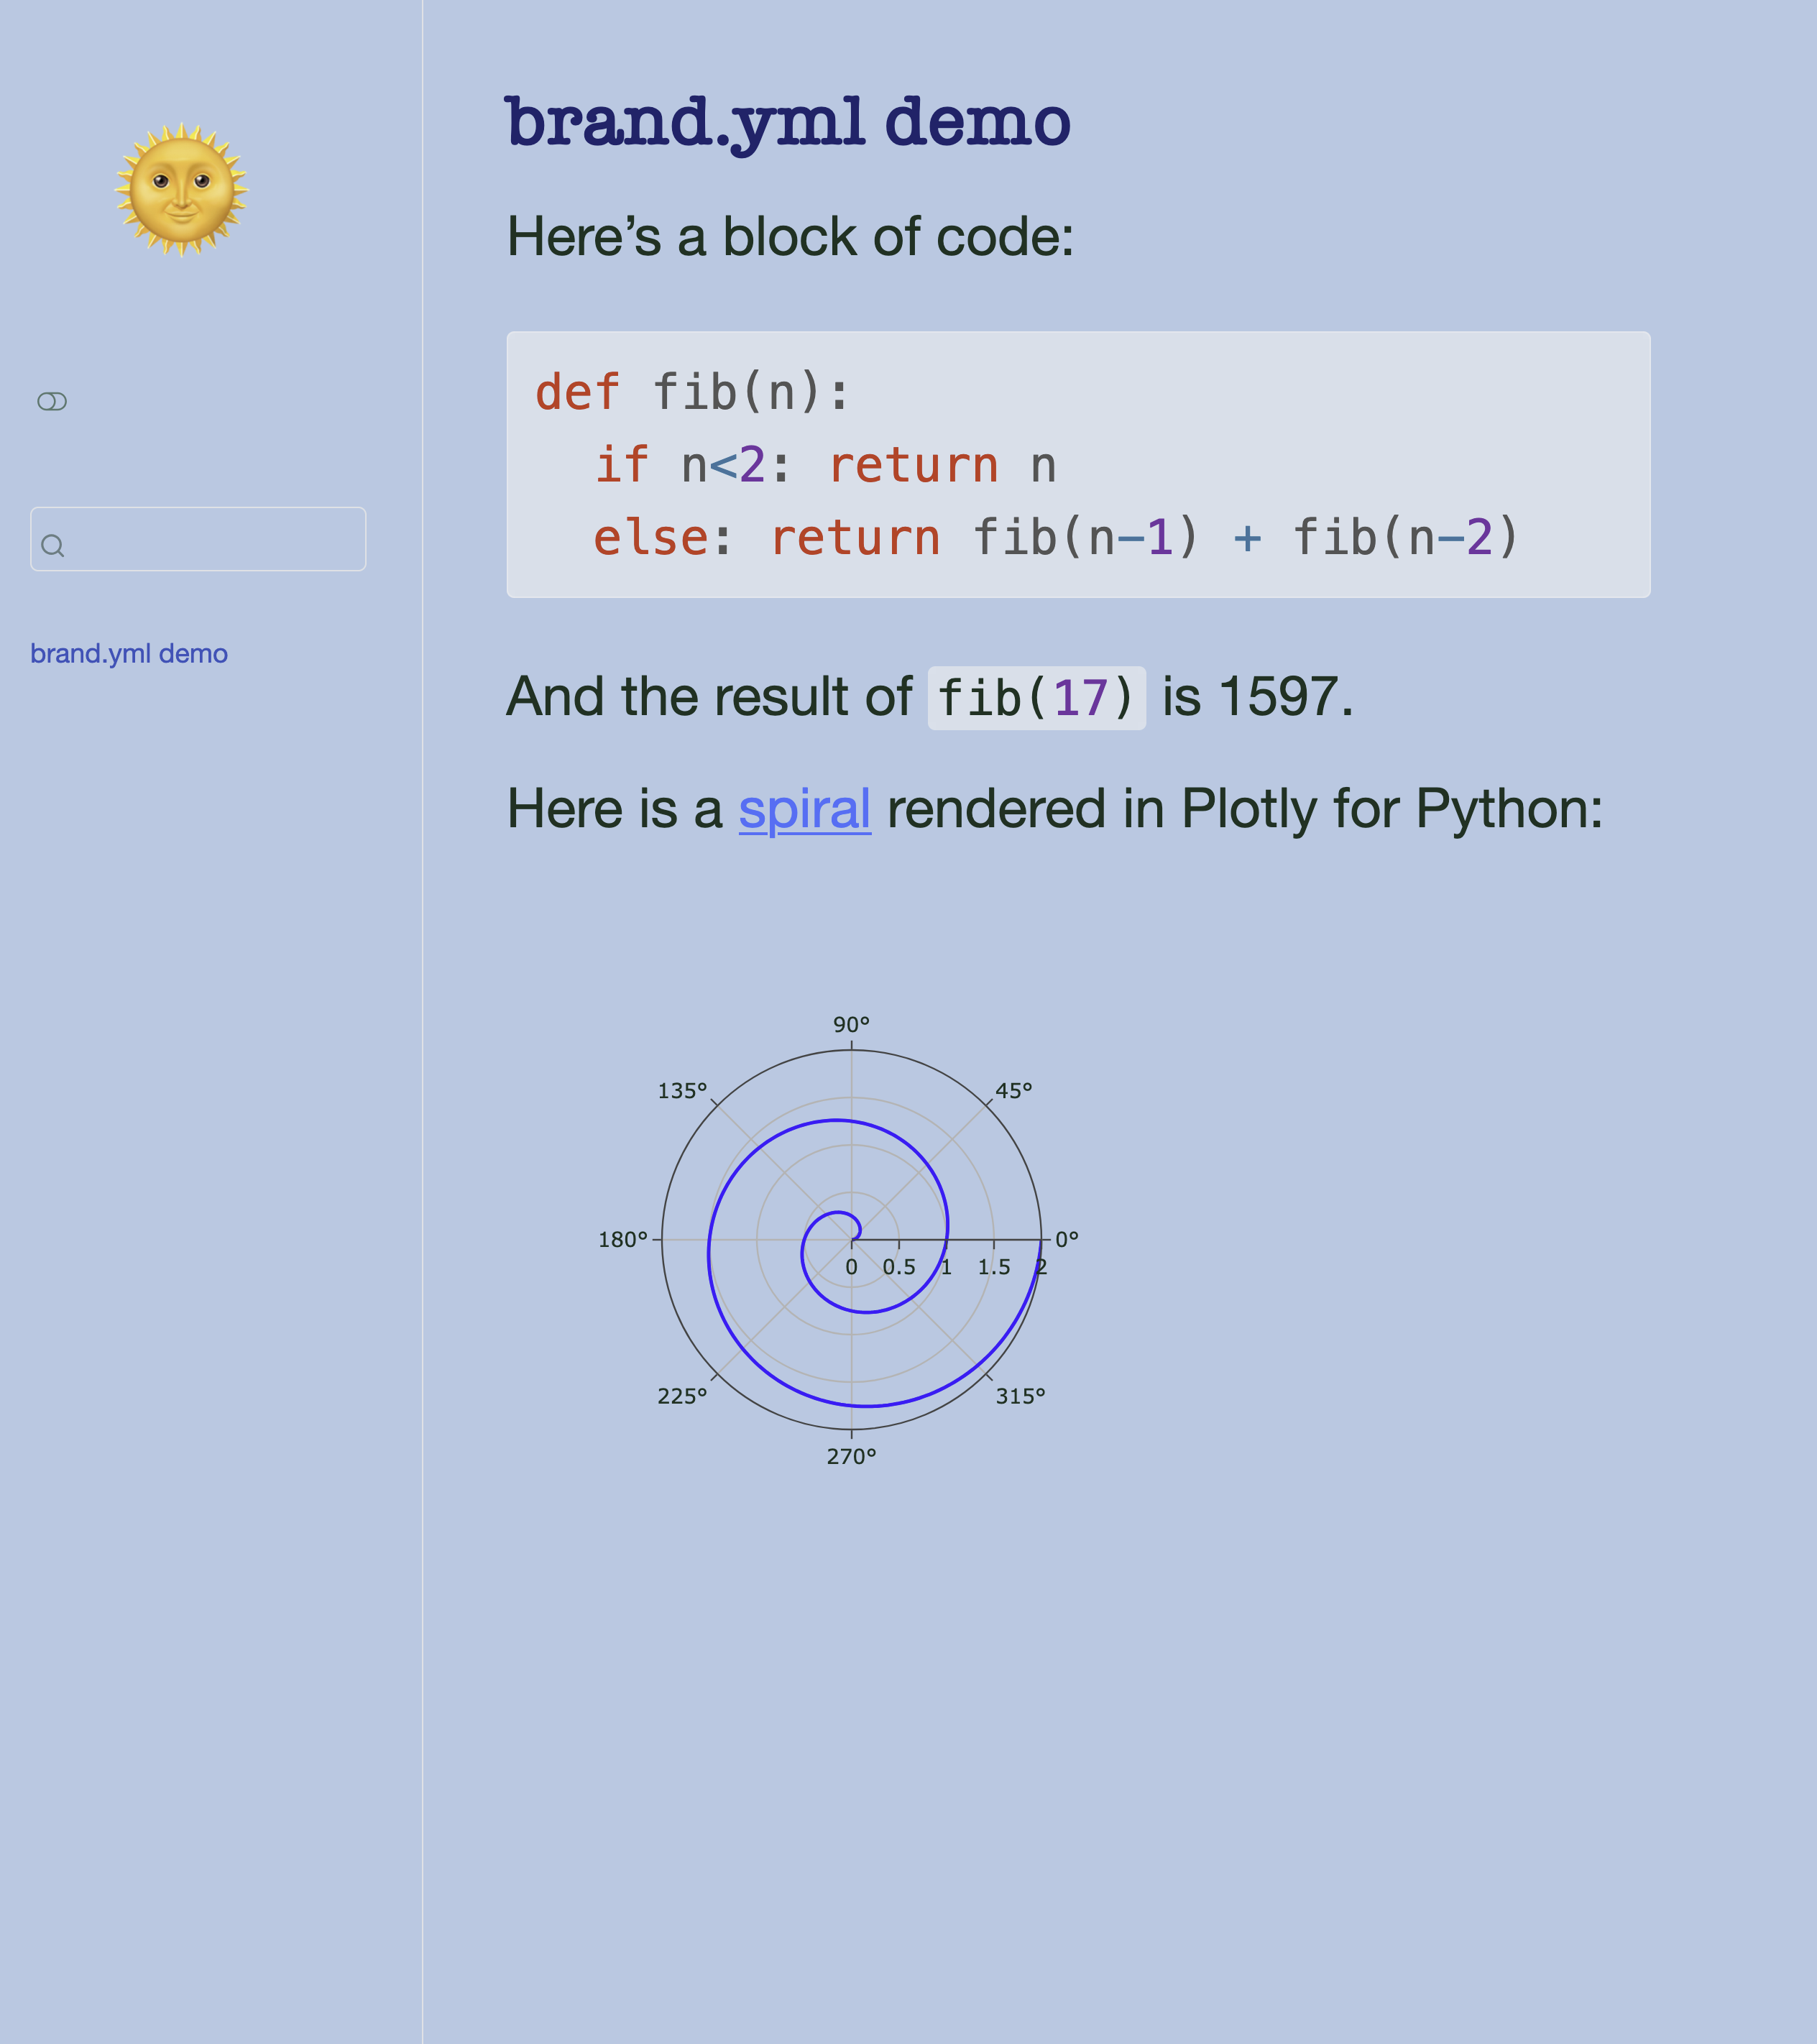 brand.yml demo
brand.yml demo
Here’s a block of code:
def fib(n):
  if n<2: return n
  else: return fib(n-1) + fib(n-2)
And the result of fib(17) is 1597.
Here is a spiral rendered in Plotly for Python:
90°
135°
45°
180°
0°
0
0.5
1
1.5
2
225°
315°
270°